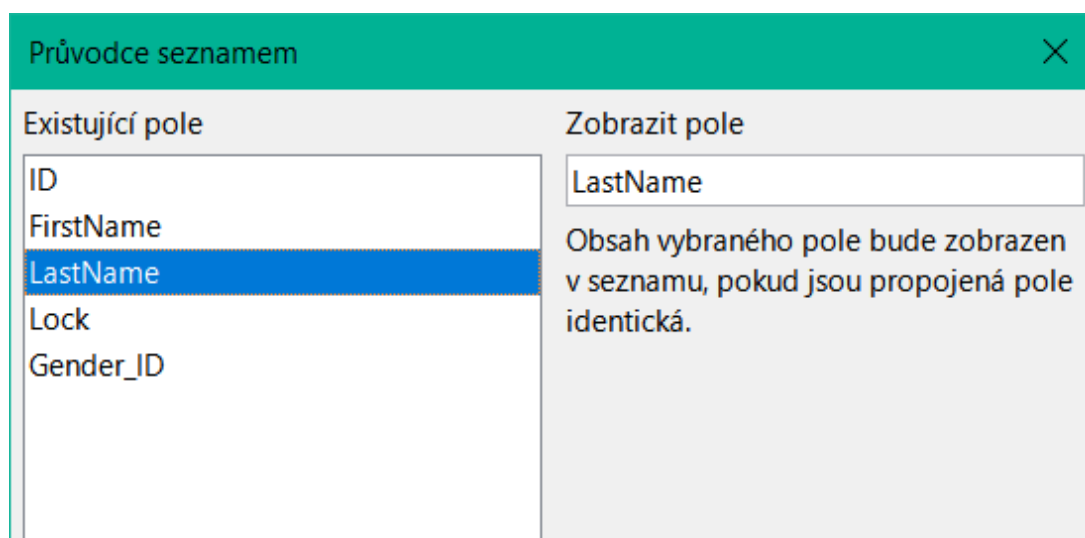 Průvodce seznamem
Existující pole
ID
FirstName
LastName
Lock
Gender_ID
Zobrazit pole
LastName
Obsah vybraného pole bude zobrazen
v seznamu, pokud jsou propojená pole
identická.